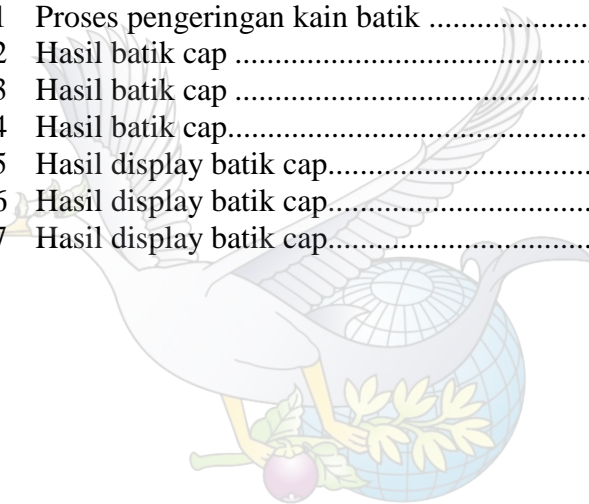 1 Proses pengeringan kain batik ....................
2 Hasil batik cap .............................................
3 Hasil batik cap .............................................
4 Hasil batik cap..............................................
5 Hasil display batik cap.................................
6 Hasil display batik cap.................................
7 Hasil display batik cap.................................